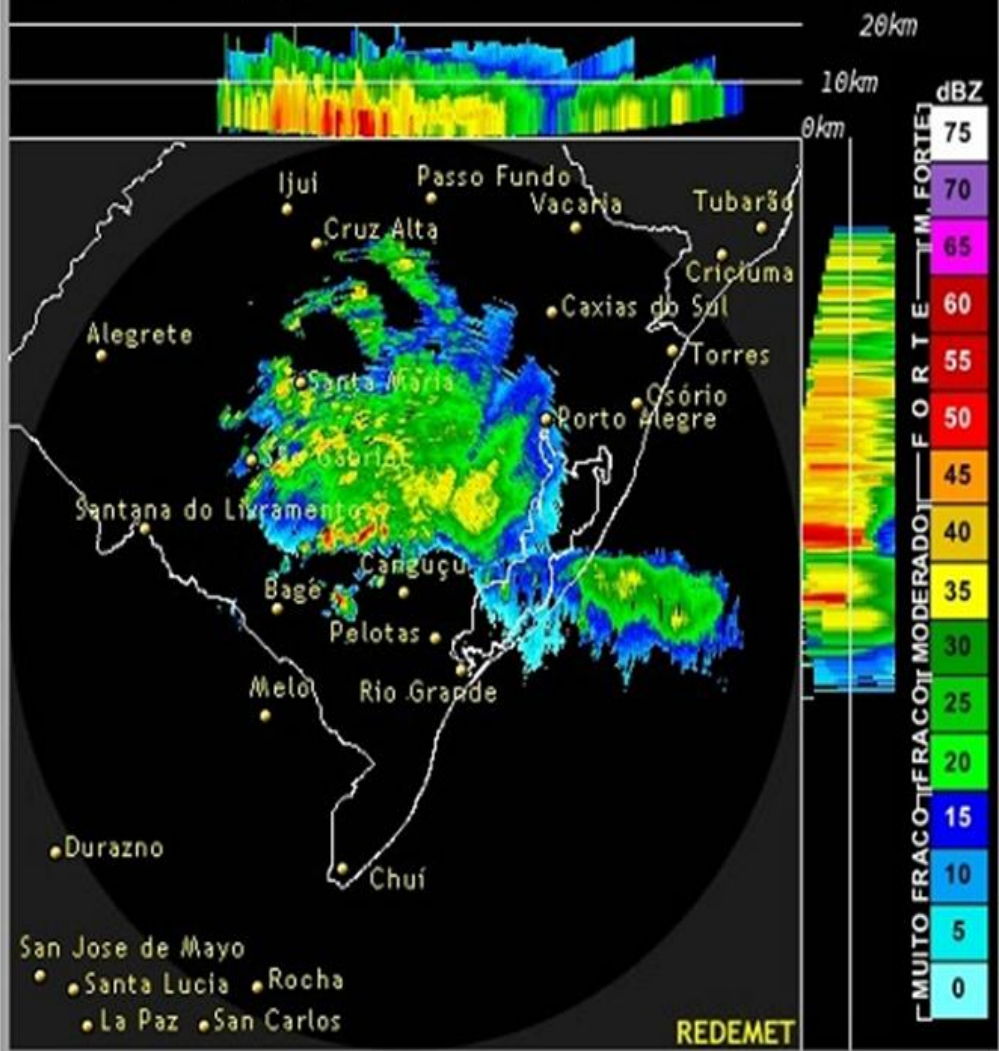 20km
10km
0km
dBZ
75
70
65
60
55
50
45
40
35
30
25
20
15
10
5
0
M. FORTE
FORTE
MODERADO
FRACO
MUITO FRACO
Ijuí
Passo Fundo
Vacaria
Tubarão
Cruz Alta
Criciuma
Caxias do Sul
Alegrete
Torres
Santa Maria
Osório
Porto Alegre
São Gabriel
Santana do Livramento
Canguçu
Bagé
Pelotas
Melo
Rio Grande
Durazno
Chuí
San Jose de Mayo
Santa Lucia
Rocha
La Paz
San Carlos
REDEMET